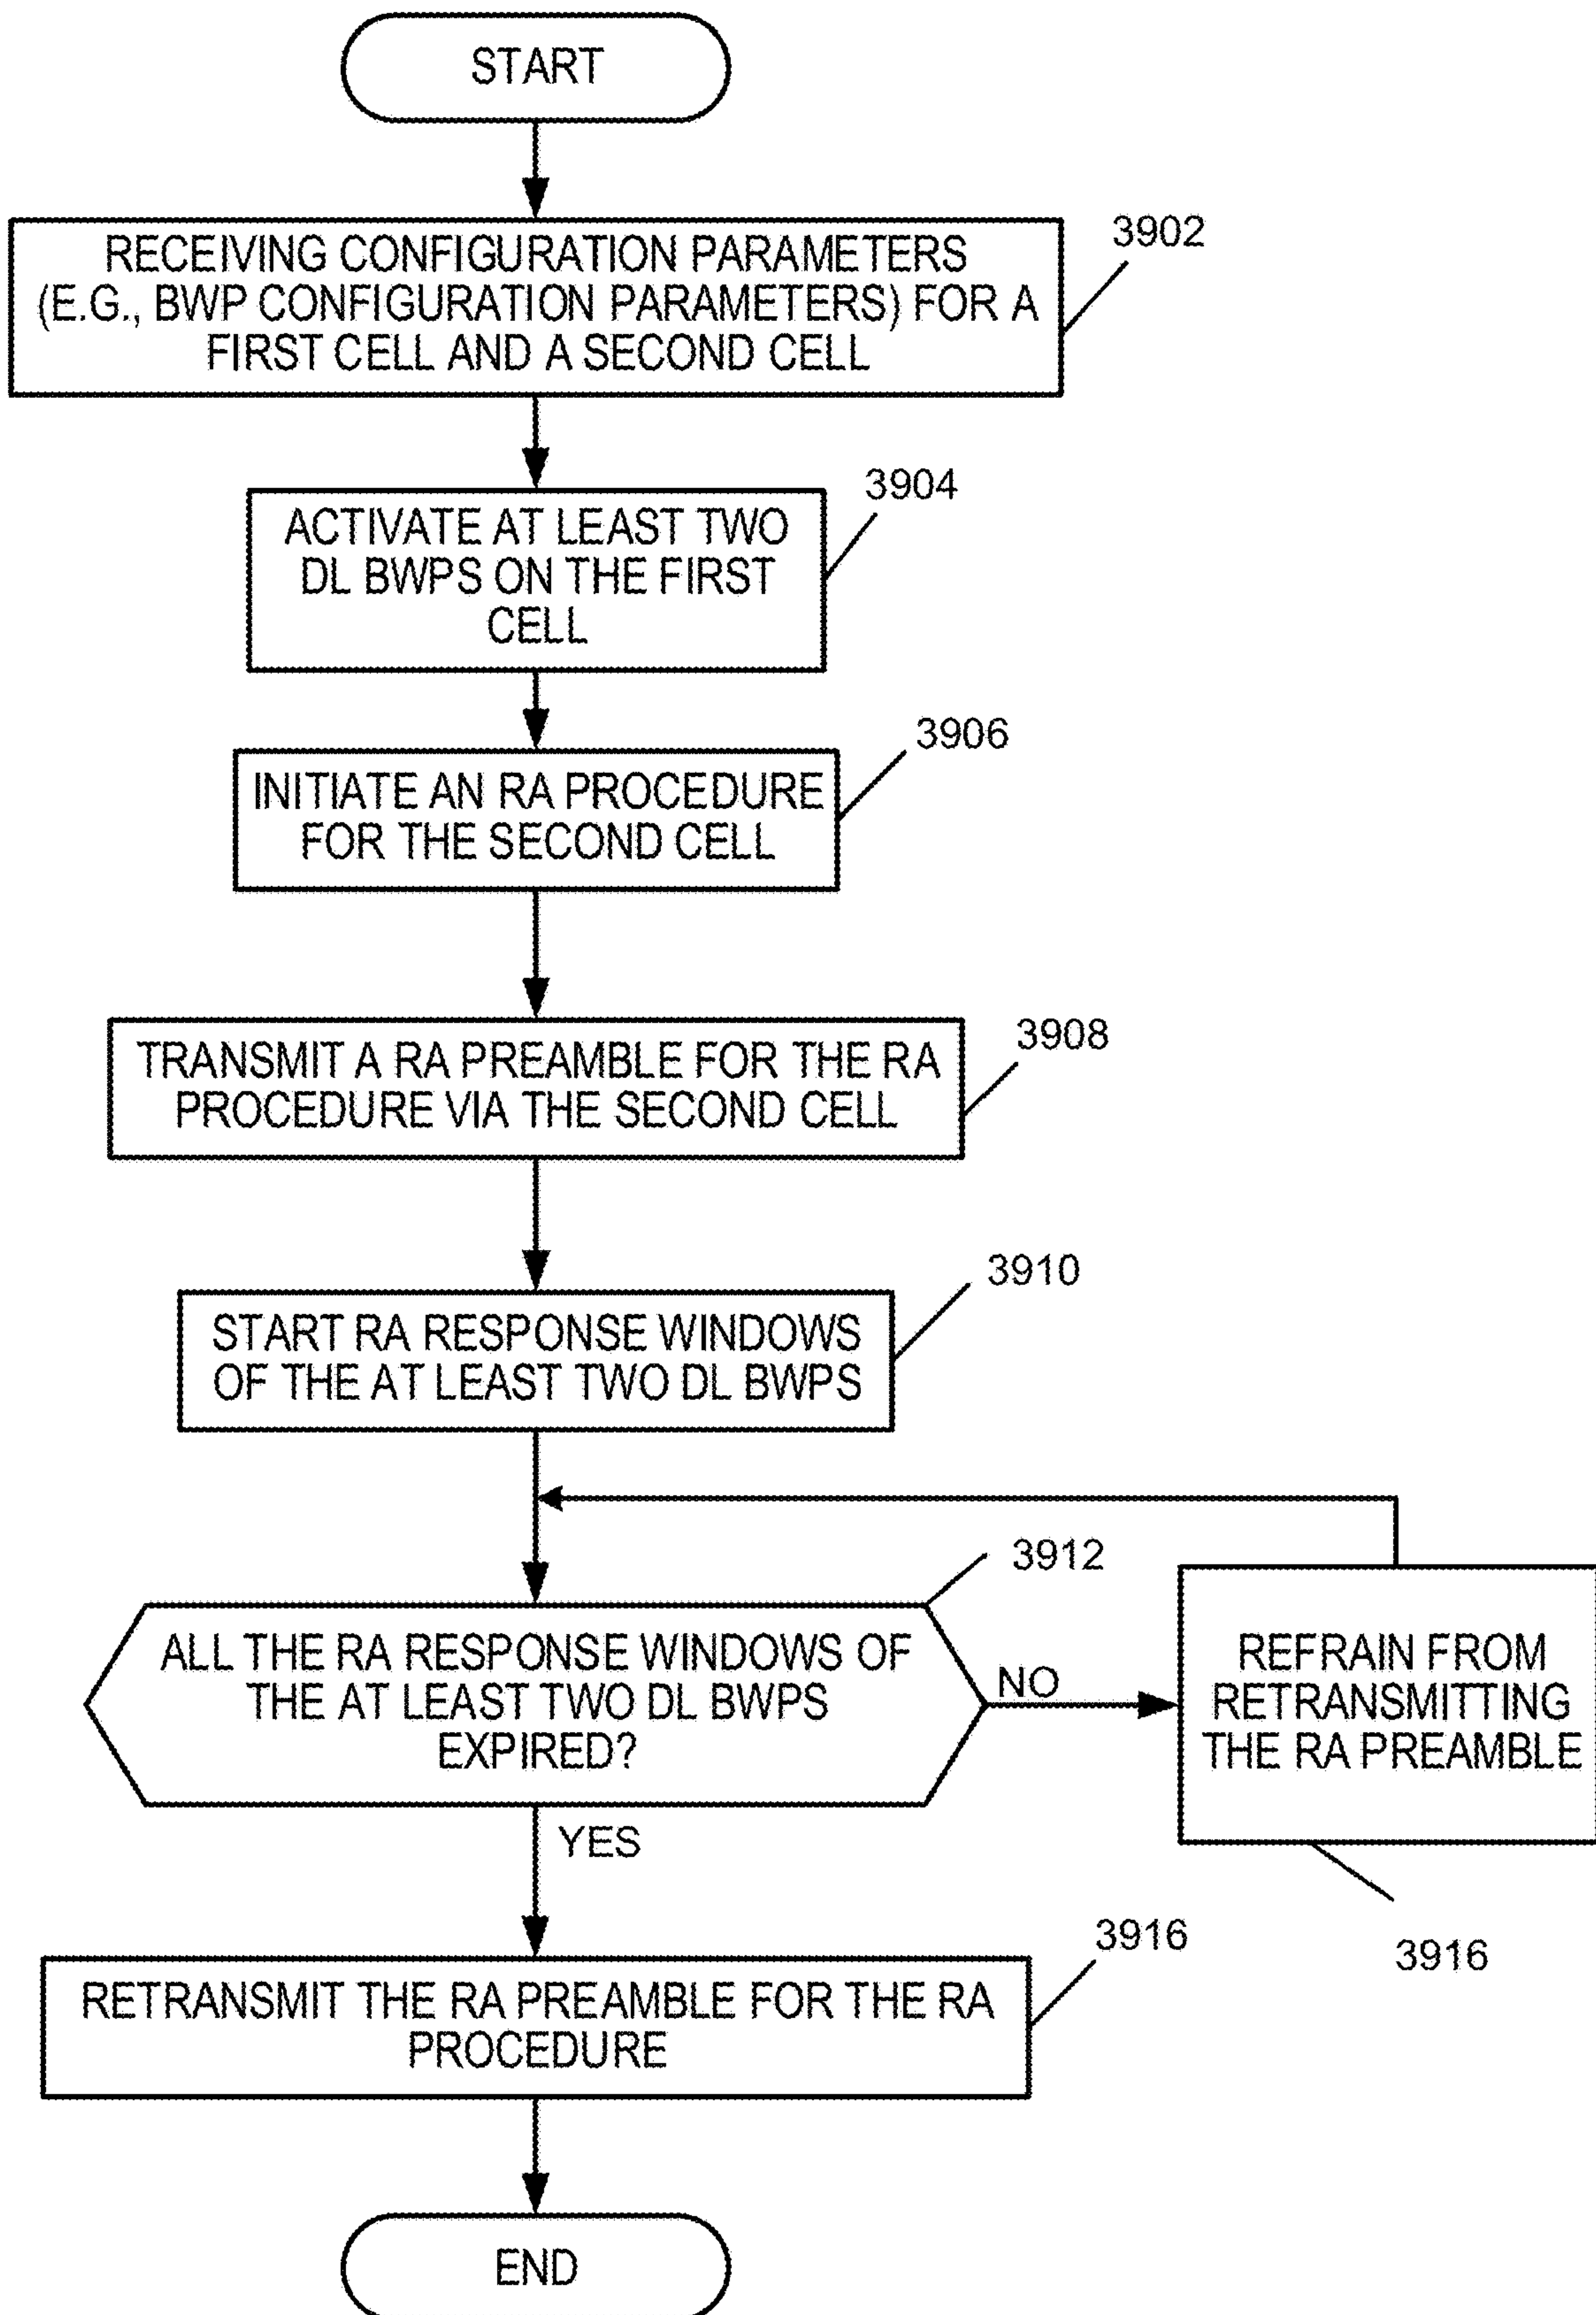 START
RECEIVING CONFIGURATION PARAMETERS
(E.G., BWP CONFIGURATION PARAMETERS) FOR A
FIRST CELL AND A SECOND CELL
3902
ACTIVATE AT LEAST TWO
DL BWPS ON THE FIRST
CELL
3904
INITIATE AN RA PROCEDURE
FOR THE SECOND CELL
3906
TRANSMIT A RA PREAMBLE FOR THE RA
PROCEDURE VIA THE SECOND CELL
3908
START RA RESPONSE WINDOWS
OF THE AT LEAST TWO DL BWPS
3910
ALL THE RA RESPONSE WINDOWS OF
THE AT LEAST TWO DL BWPS
EXPIRED?
3912
NO
REFRAIN FROM
RETRANSMITTING
THE RA PREAMBLE
3916
YES
RETRANSMIT THE RA PREAMBLE FOR THE RA
PROCEDURE
3916
END